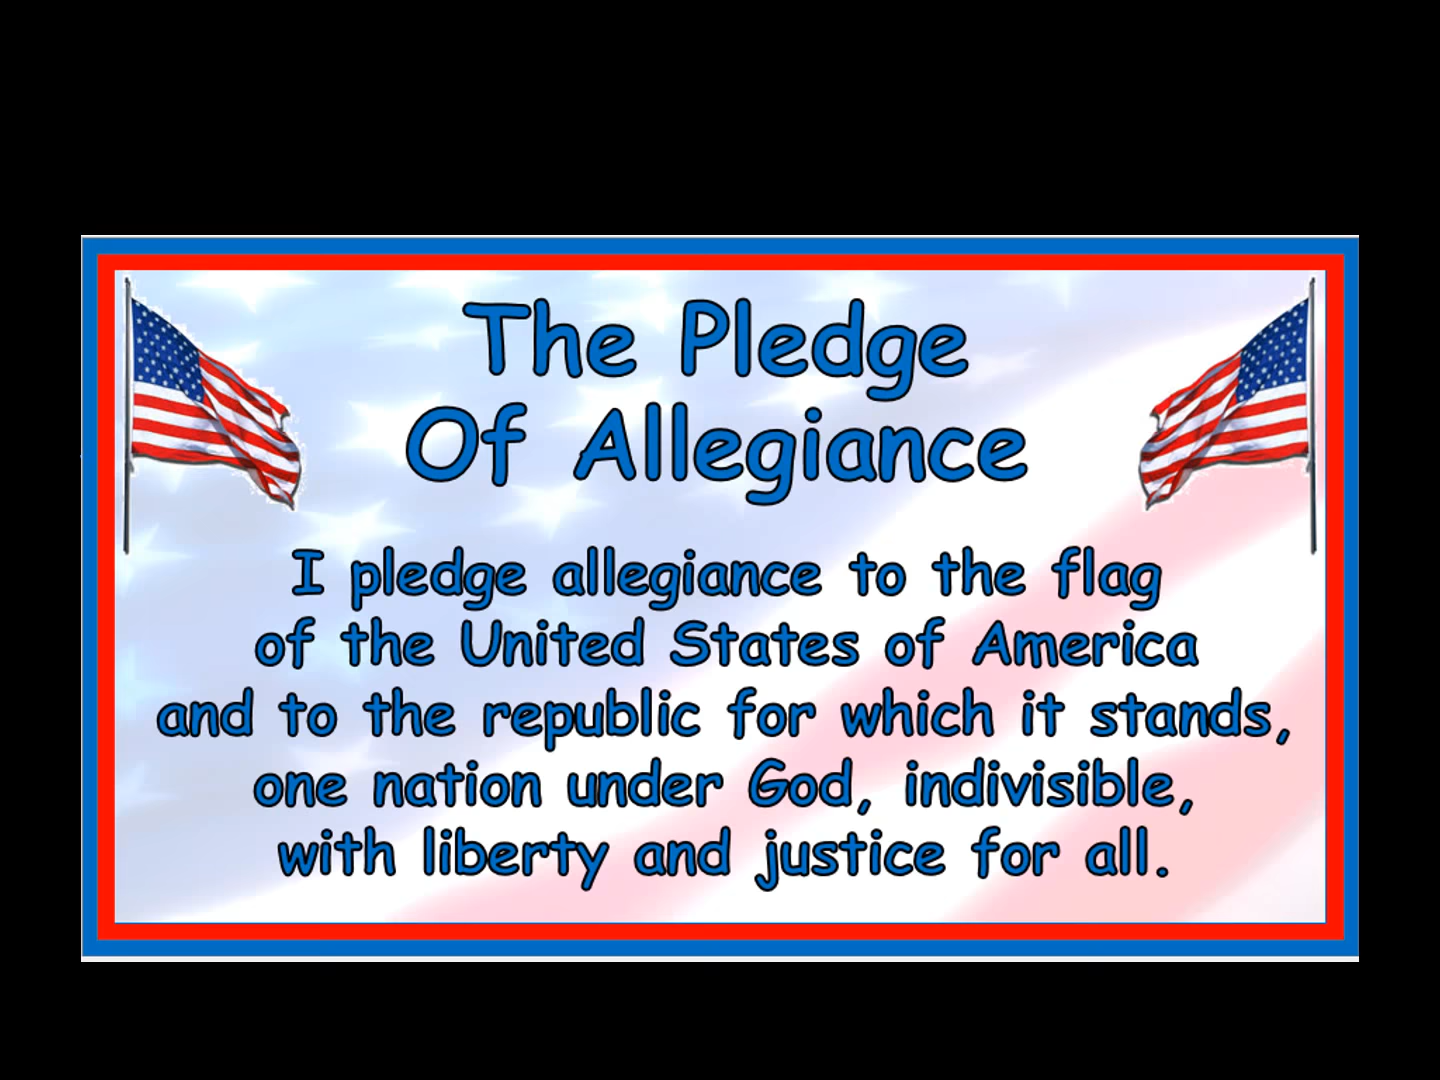 The Pledge
Of Allegiance
I pledge allegiance to the flag
of the United States of America
and to the republic for which it stands,
one nation under God, indivisible,
with liberty and justice for all.